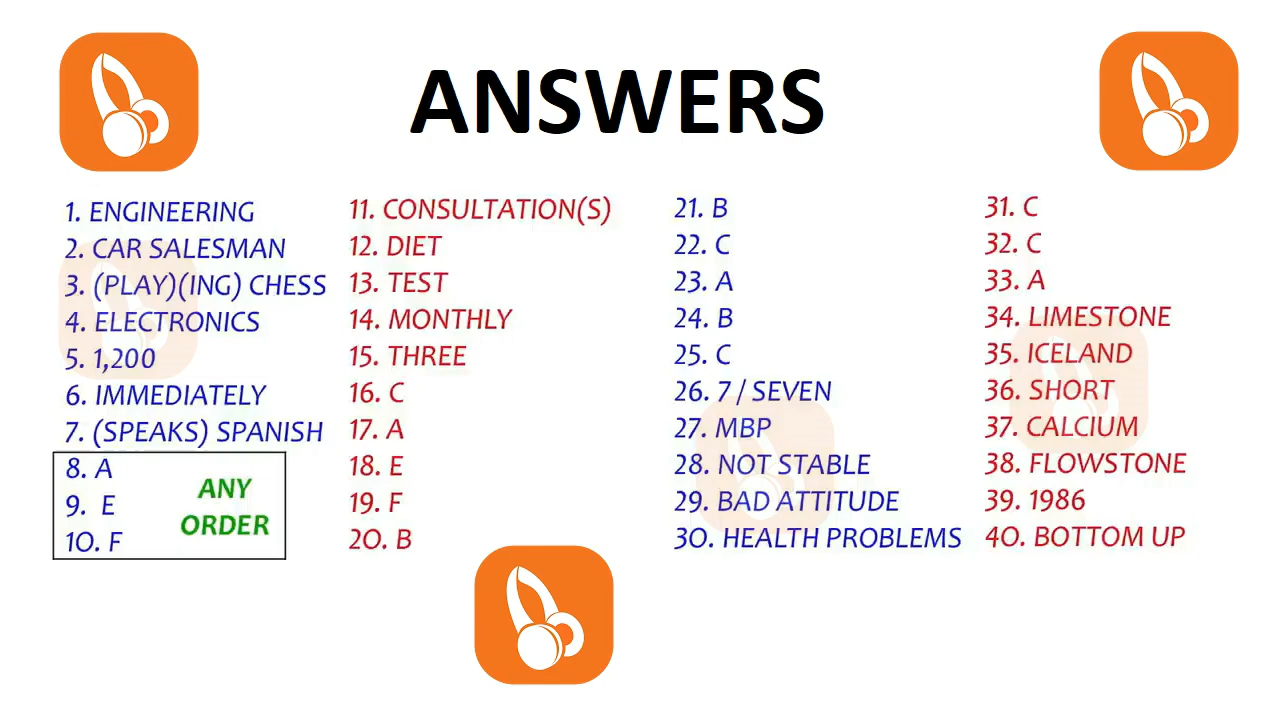 ANSWERS
1. ENGINEERING
2. CAR SALESMAN
3. (PLAY)(ING) CHESS
4. ELECTRONICS
5. 1,200
6. IMMEDIATELY
7. (SPEAKS) SPANISH
8. A
9. E
10. F
ANY
ORDER
11. CONSULTATION(S)
12. DIET
13. TEST
14. MONTHLY
15. THREE
16. C
17. A
18. E
19. F
20. B
21. B
22. C
23. A
24. B
25. C
26. 7 / SEVEN
27. MBP
28. NOT STABLE
29. BAD ATTITUDE
30. HEALTH PROBLEMS
31. C
32. C
33. A
34. LIMESTONE
35. ICELAND
36. SHORT
37. CALCIUM
38. FLOWSTONE
39. 1986
40. BOTTOM UP